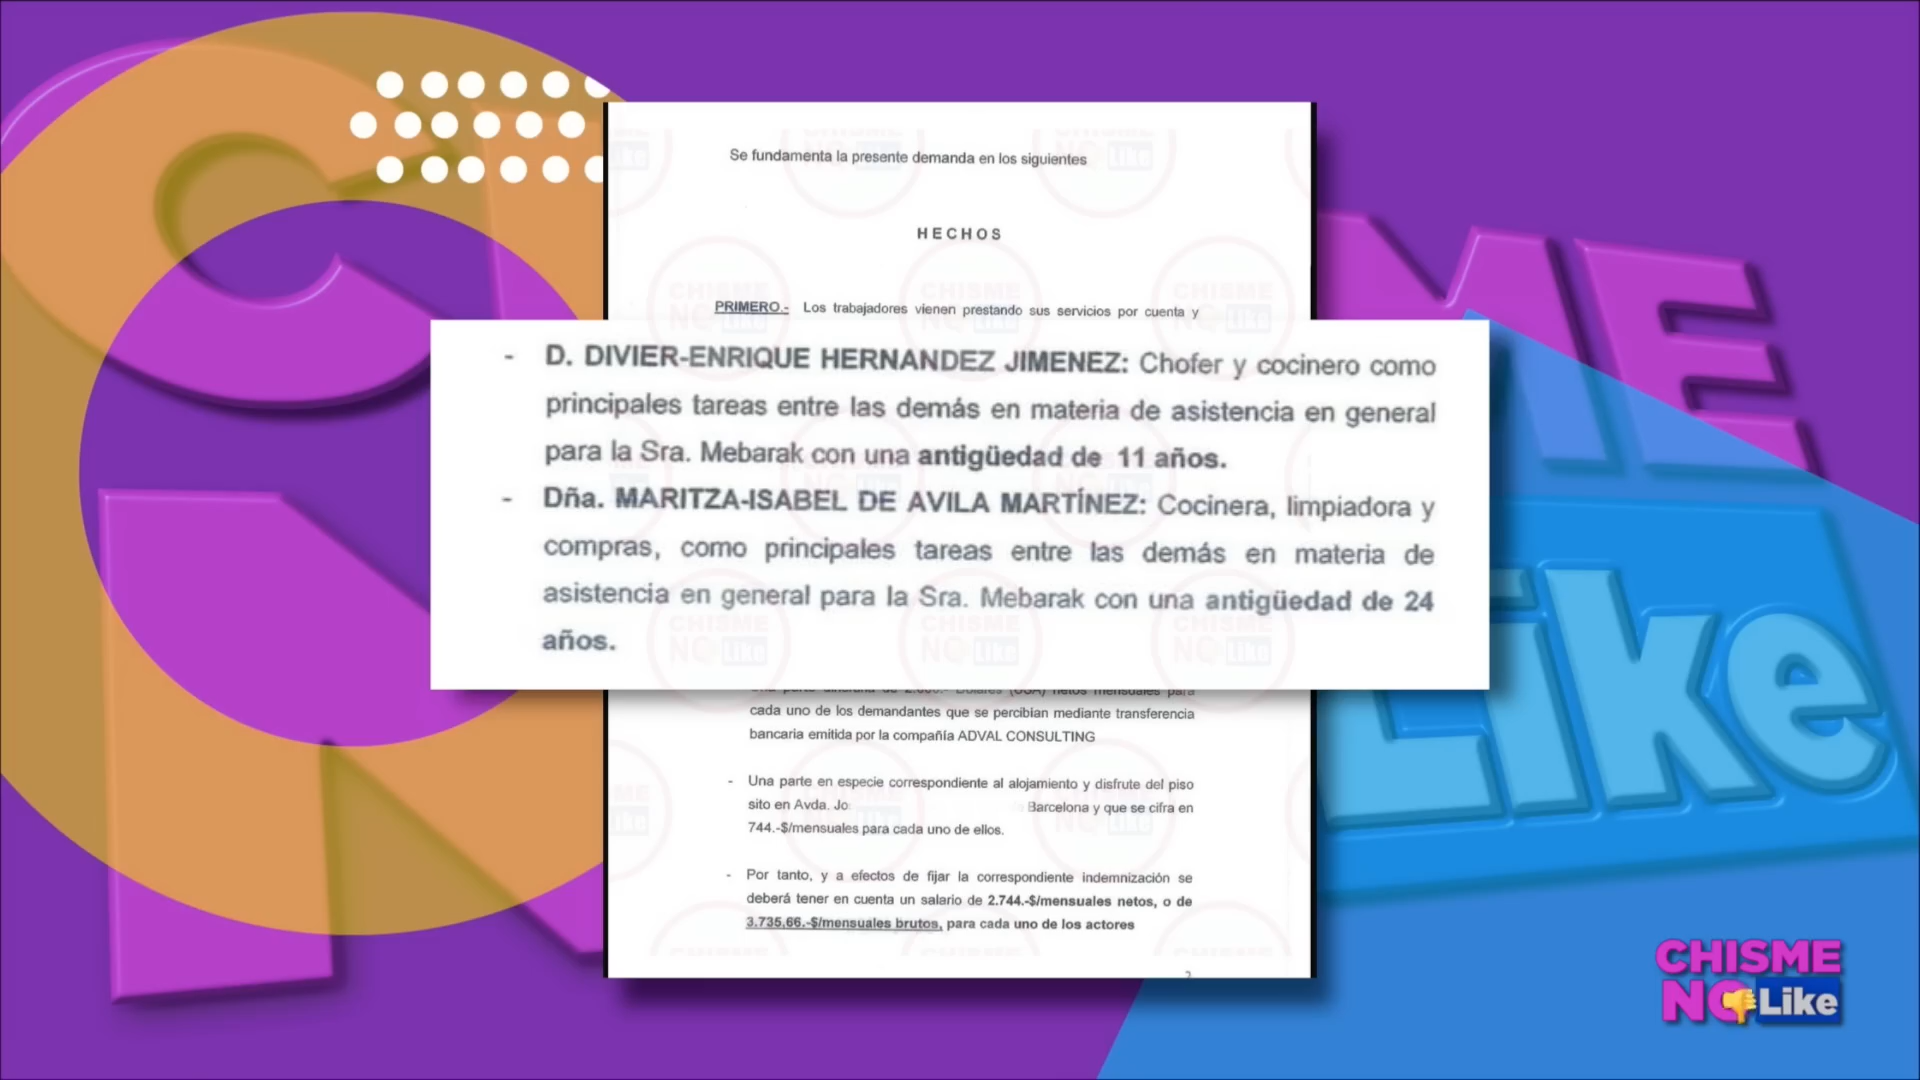 Se fundamenta la presente demanda en los siguientes
HECHOS
PRIMERO.- Los trabajadores vienen prestando sus servicios por cuenta y
- D. DIVIER-ENRIQUE HERNANDEZ JIMENEZ: Chofer y cocinero como
principales tareas entre las demás en materia de asistencia en general
para la Sra. Mebarak con una antigüedad de 11 años.
- Dña. MARITZA-ISABEL DE AVILA MARTÍNEZ: Cocinera, limpiadora y
compras, como principales tareas entre las demás en materia de
asistencia en general para la Sra. Mebarak con una antigüedad de 24
años.
cada uno de los demandantes que se percibian mediante transferencia
bancaria emitida por la compañía ADVAL CONSULTING
- Una parte en especie correspondiente al alojamiento y disfrute del piso
sito en Avda. Jo Barcelona y que se cifra en
744.-$/mensuales para cada uno de ellos.
- Por tanto, y a efectos de fijar la correspondiente indemnización se
deberá tener en cuenta un salario de 2.744.-$/mensuales netos, o de
3.735,66.-$/mensuales brutos, para cada uno de los actores
ME
Like
CHISME
NO Like